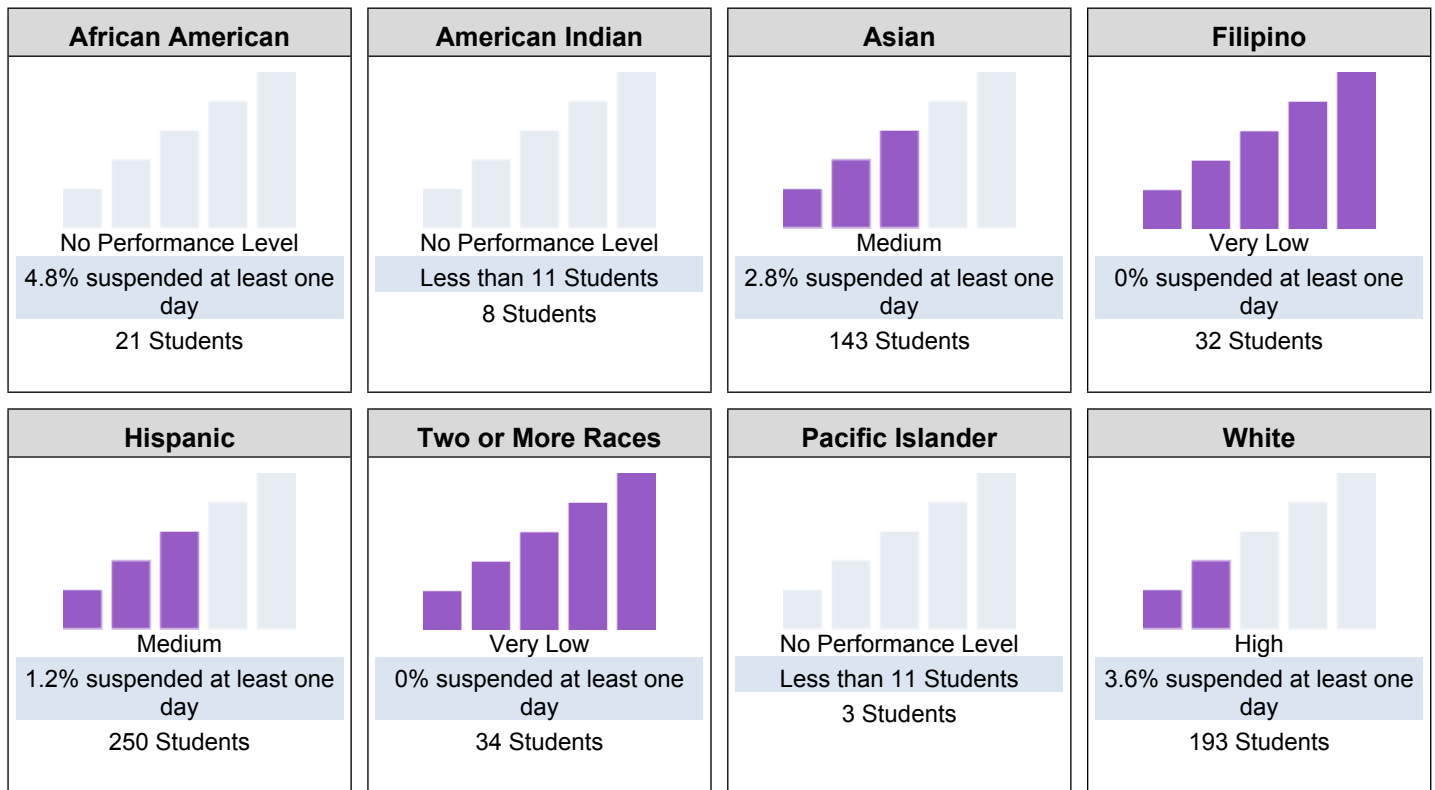 African American
No Performance Level
4.8% suspended at least one
day
21 Students
American Indian
No Performance Level
Less than 11 Students
8 Students
Asian
Medium
2.8% suspended at least one
day
143 Students
Filipino
Very Low
0% suspended at least one
day
32 Students
Hispanic
Medium
1.2% suspended at least one
day
250 Students
Two or More Races
Very Low
0% suspended at least one
day
34 Students
Pacific Islander
No Performance Level
Less than 11 Students
3 Students
White
High
3.6% suspended at least one
day
193 Students